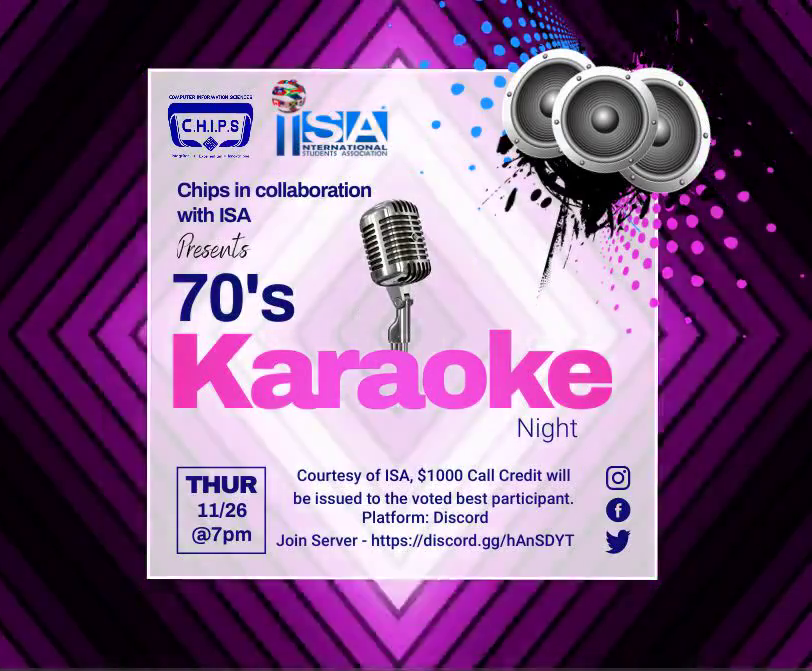 COMPUTER INFORMATION SCIENCES
C.H.I.P.S
ISA
INTERNATIONAL
STUDENTS ASSOCIATION
Chips in collaboration
with ISA
Presents
70's
Karaoke
Night
THUR
11/26
@7pm
Courtesy of ISA, $1000 Call Credit will
be issued to the voted best participant.
Platform: Discord
Join Server - https://discord.gg/hAnSDYT